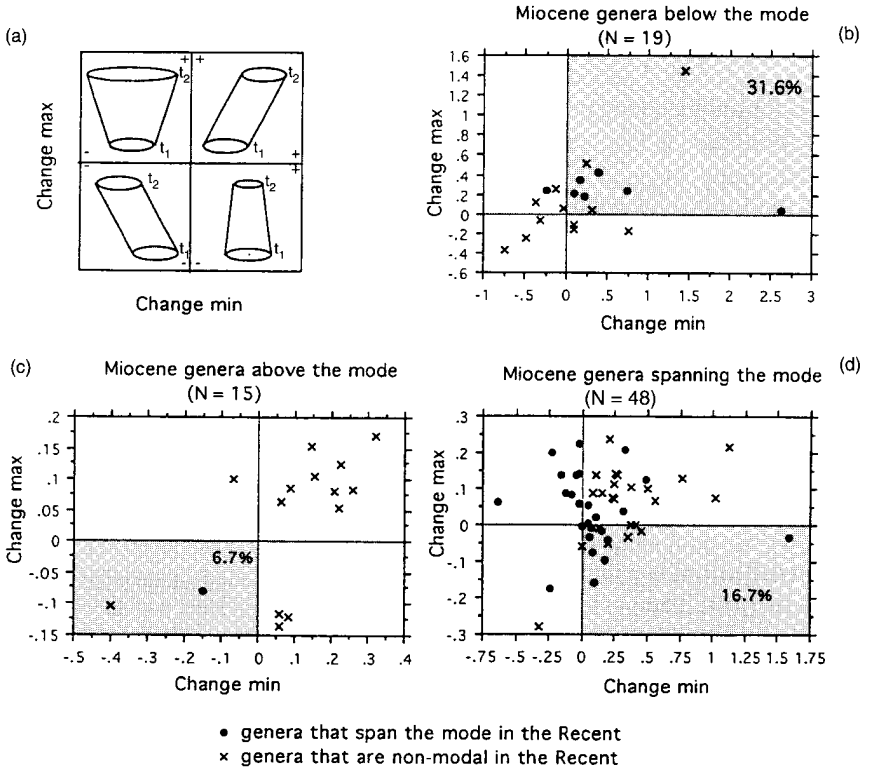 (a)
Change max
+ +
t2 t2
t1 t1
- +
+
t2 t2
t1 t1
- -
Change min
Miocene genera below the mode
(N = 19)
(b)
Change max
1.6
1.4
1.2
1
.8
.6
.4
.2
0
-.2
-.4
-.6
31.6%
-1 -.5 0 .5 1 1.5 2 2.5 3
Change min
(c)
Miocene genera above the mode
(N = 15)
Change max
.2
.15
.1
.05
0
-.05
-.1
-.15
6.7%
-.5 -.4 -.3 -.2 -.1 0 .1 .2 .3 .4
Change min
Miocene genera spanning the mode
(N = 48)
(d)
Change max
.3
.2
.1
0
-.1
-.2
-.3
16.7%
-.75 -.5 -.25 0 .25 .5 .75 1 1.25 1.5 1.75
Change min
genera that span the mode in the Recent
× genera that are non-modal in the Recent